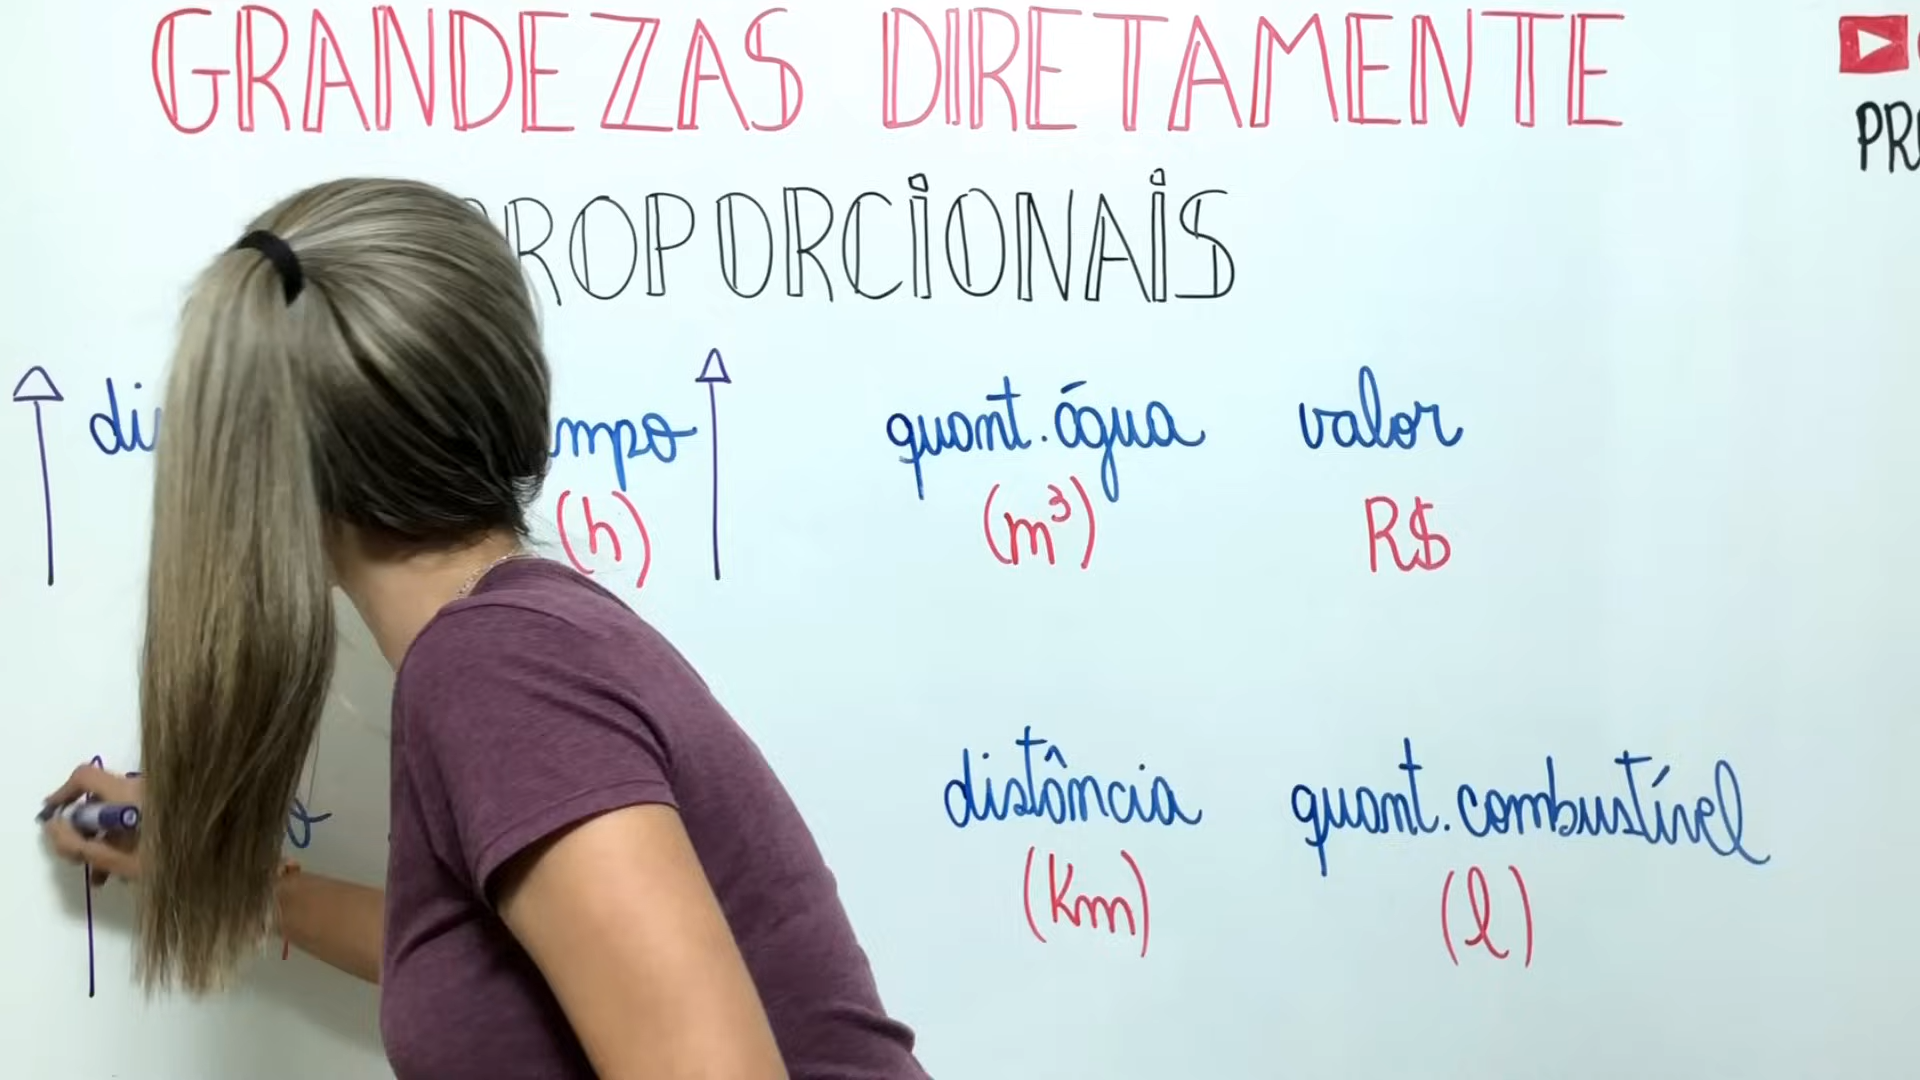 GRANDEZAS DIRETAMENTE
ROPORCIONAIS
di mpo
(h)
quant. água valor
(m³) R$
distância quant. combustível
(Km) (l)
PR